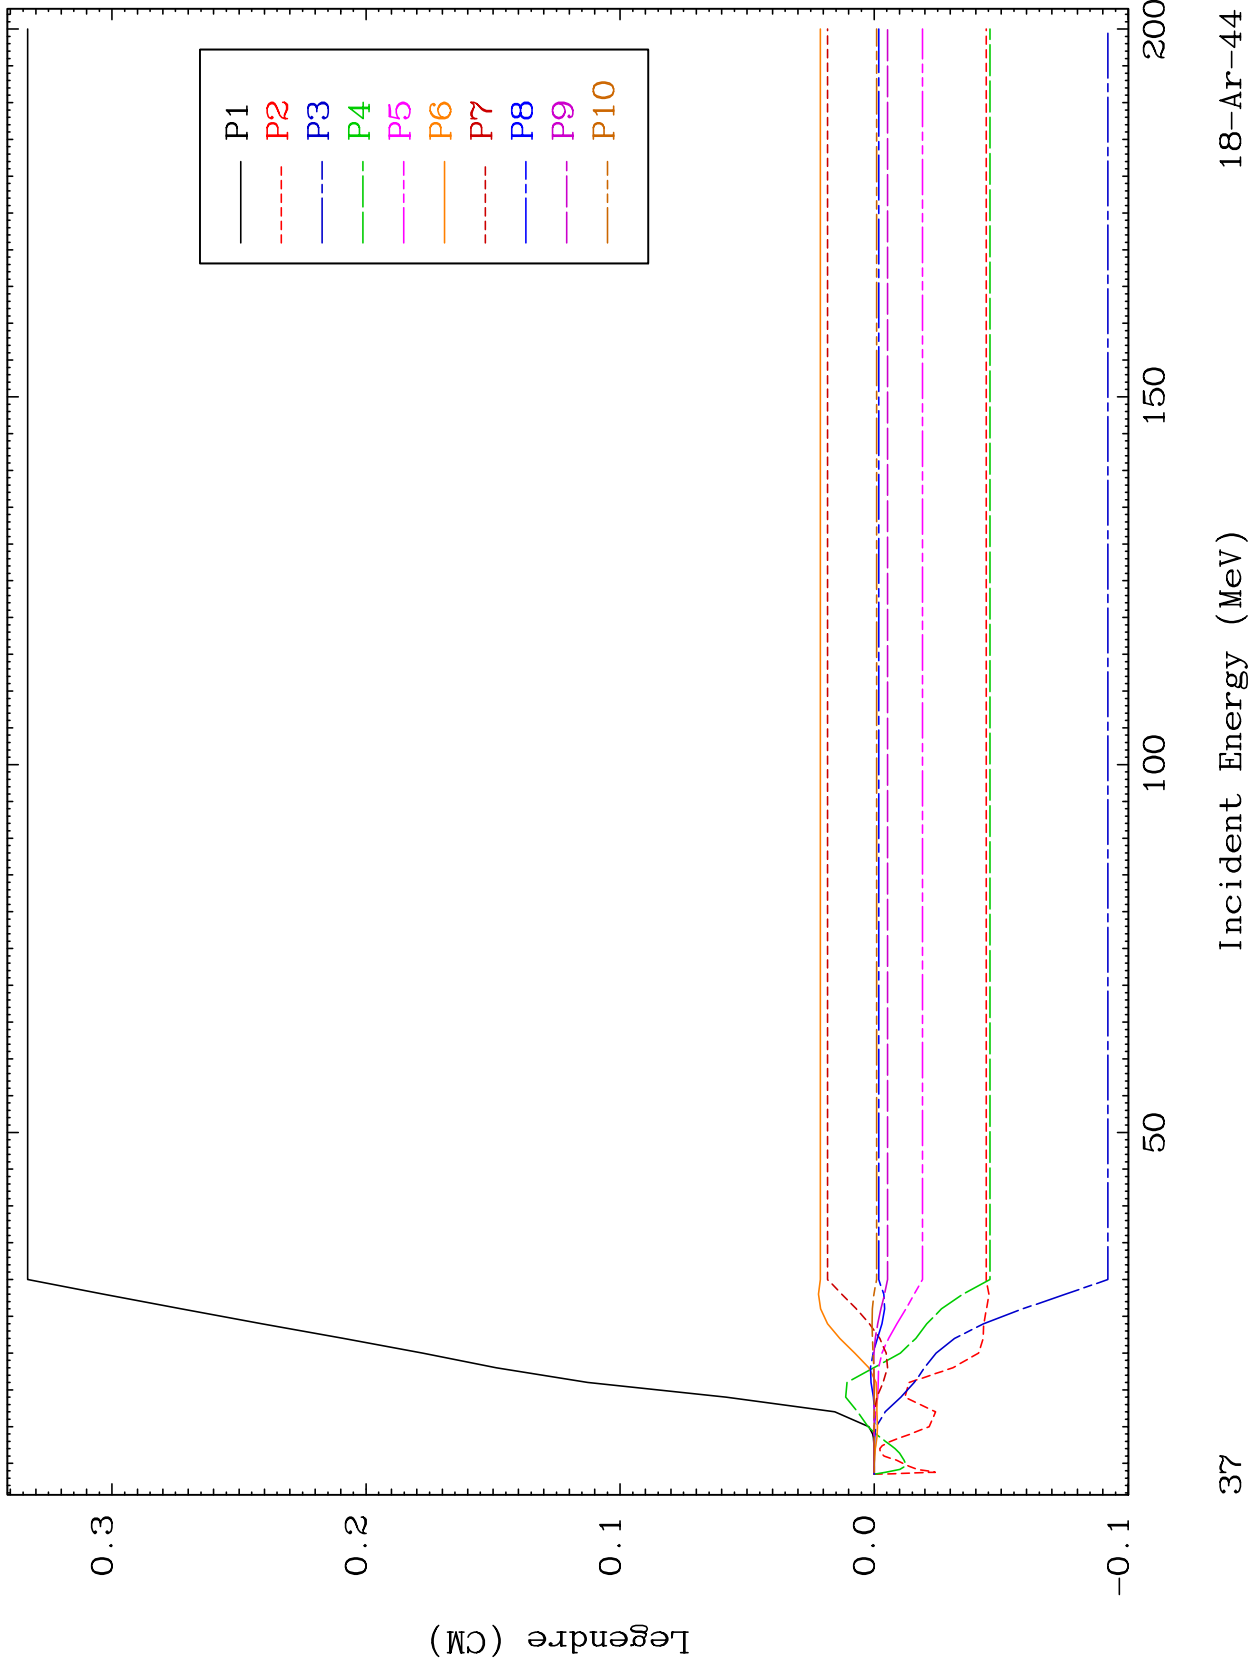 Legendre (CM)
0.3
0.2
0.1
0.0
-0.1
P1
P2
P3
P4
P5
P6
P7
P8
P9
P10
50
100
150
200
37
Incident Energy (MeV)
18-Ar-44